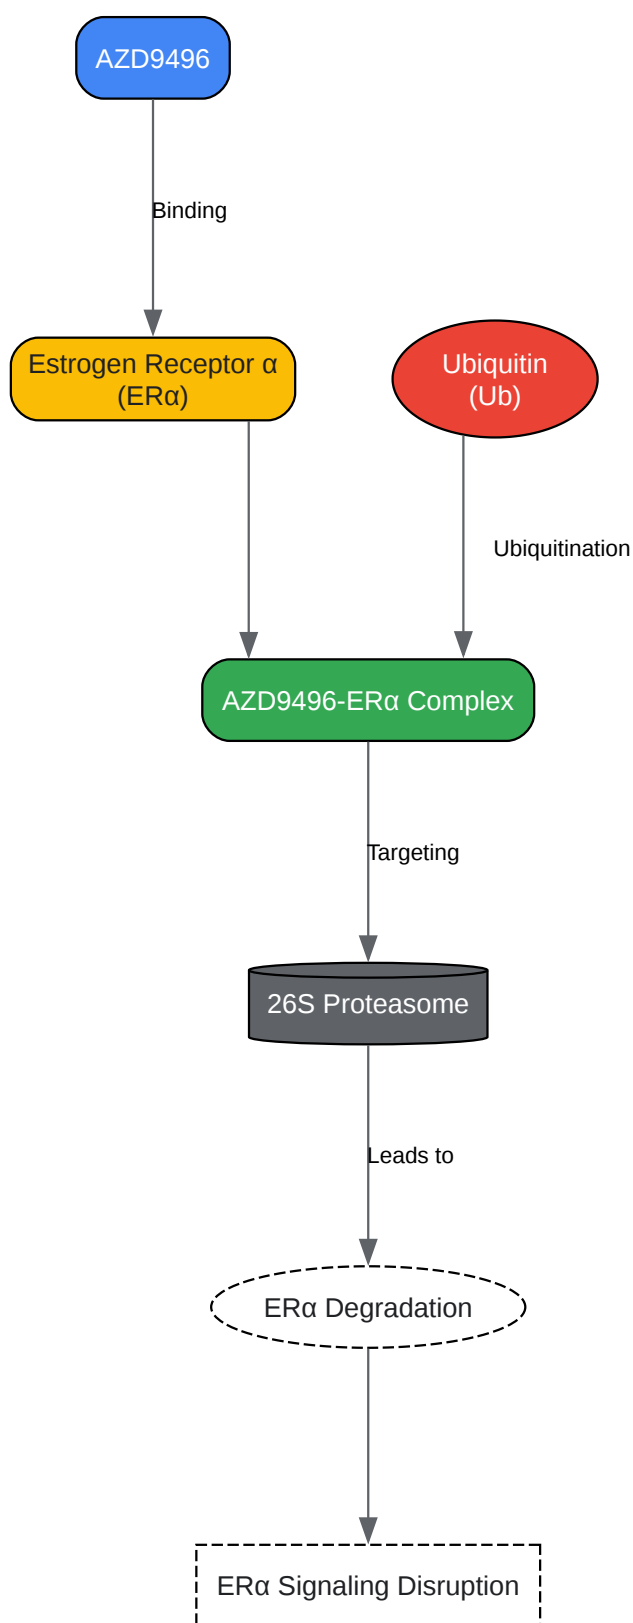 AZD9496
Binding
Estrogen Receptor α
(ERα)
Ubiquitin
(Ub)
Ubiquitination
AZD9496-ERα Complex
Targeting
26S Proteasome
Leads to
ERα Degradation
ERα Signaling Disruption